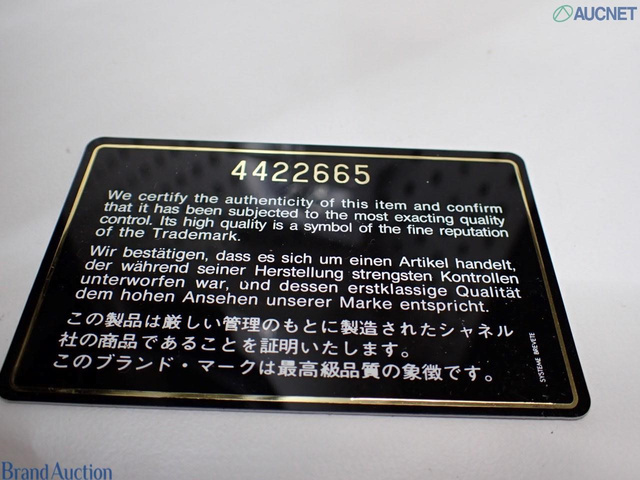 AUCNET
4422665
We certify the authenticity of this item and confirm
that it has been subjected to the most exacting quality
control. Its high quality is a symbol of the fine reputation
of the Trademark.
Wir bestätigen, dass es sich um einen Artikel handelt,
der während seiner Herstellung strengsten Kontrollen
unterworfen war, und dessen erstklassige Qualität
dem hohen Ansehen unserer Marke entspricht.
この製品は厳しい管理のもとに製造されたシャネル
社の商品であることを証明いたします。
このブランド・マークは最高級品質の象徴です。
SYSTEME BREVETE
Brand Auction